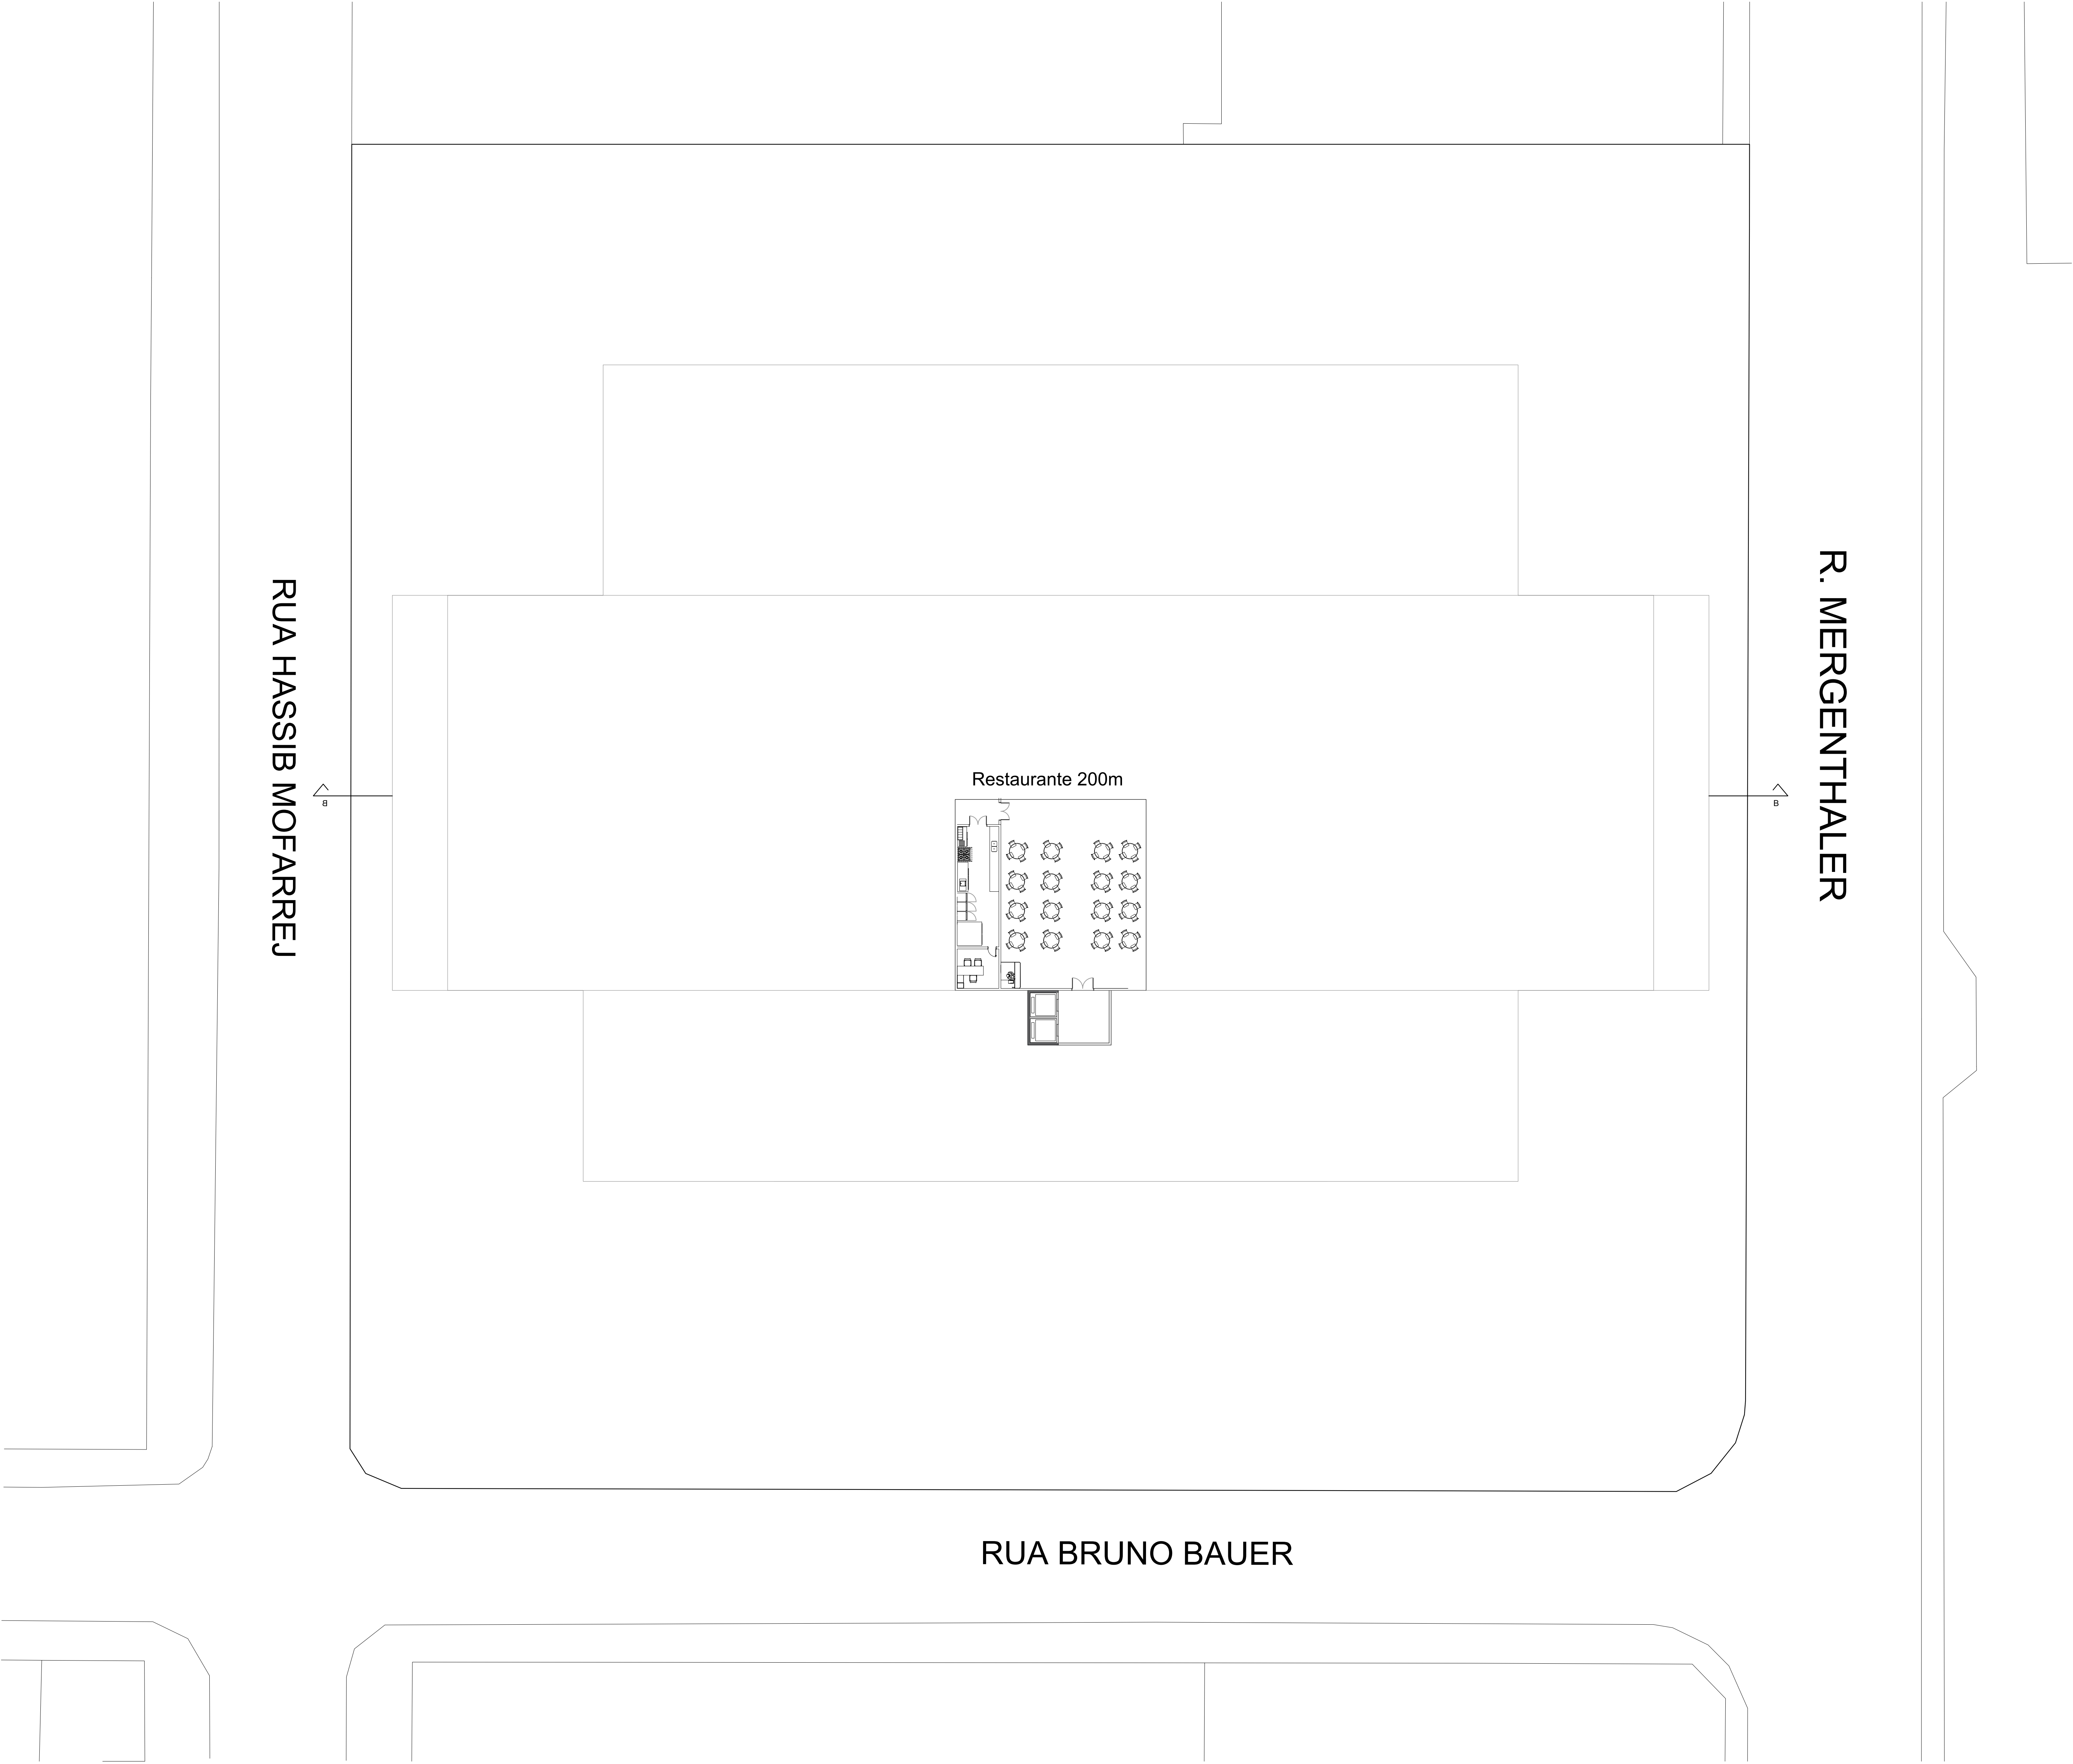 RUA HASSIB MOFARREJ
R. MERGENTHALER
Restaurante 200m
B
B
RUA BRUNO BAUER